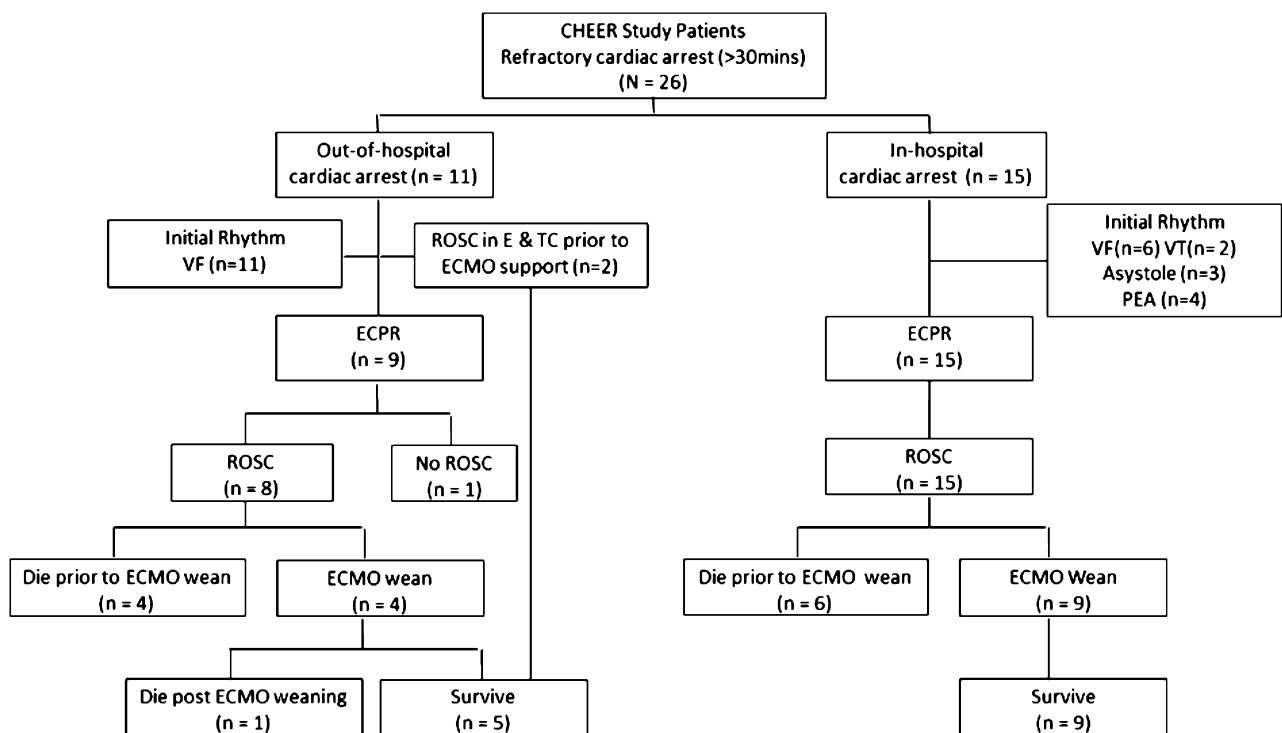 CHEER Study Patients
Refractory cardiac arrest (>30mins)
(N = 26)
Out-of-hospital
cardiac arrest (n = 11)
In-hospital
cardiac arrest (n = 15)
Initial Rhythm
VF (n=11)
ROSC in E & TC prior to
ECMO support (n=2)
Initial Rhythm
VF(n=6) VT(n= 2)
Asystole (n=3)
PEA (n=4)
ECPR
(n = 9)
ECPR
(n = 15)
ROSC
(n = 8)
No ROSC
(n = 1)
ROSC
(n = 15)
Die prior to ECMO wean
(n = 4)
ECMO wean
(n = 4)
Die prior to ECMO wean
(n = 6)
ECMO Wean
(n = 9)
Die post ECMO weaning
(n = 1)
Survive
(n = 5)
Survive
(n = 9)